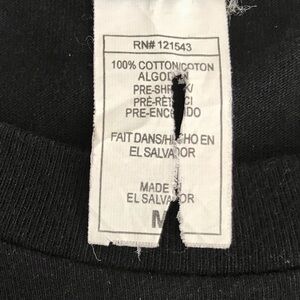 RN# 121543
100% COTTON/COTON
ALGODÓN
PRE-SHRUNK/
PRÉ-RÉTRÉCI
PRE-ENCOGIDO
FAIT DANS/HECHO EN
EL SALVADOR
MADE IN
EL SALVADOR
M